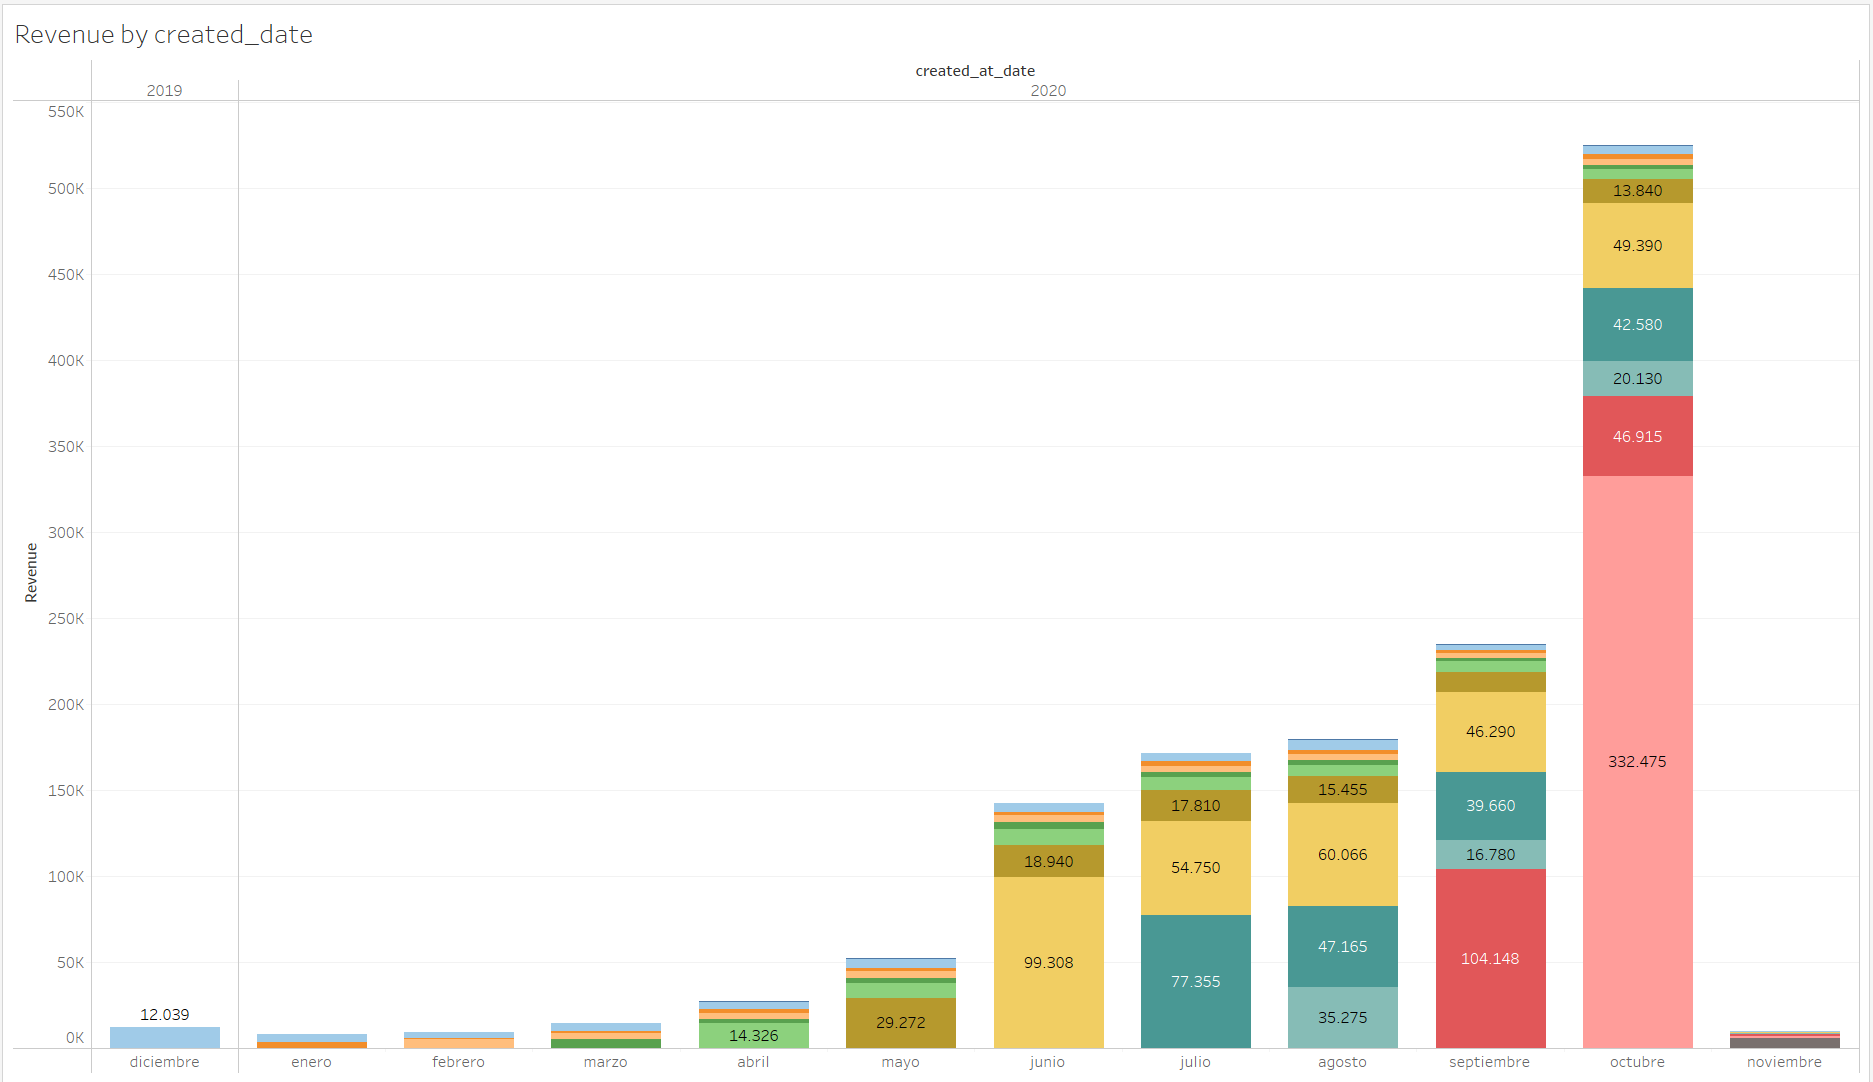 Revenue by created_date
created_at_date
2019 2020
550K
500K
450K
400K
350K
300K
250K
200K
150K
100K
50K
0K
Revenue
12.039
14.326
29.272
18.940
99.308
17.810
54.750
77.355
15.455
60.066
47.165
35.275
46.290
39.660
16.780
104.148
13.840
49.390
42.580
20.130
46.915
332.475
diciembre enero febrero marzo abril mayo junio julio agosto septiembre octubre noviembre